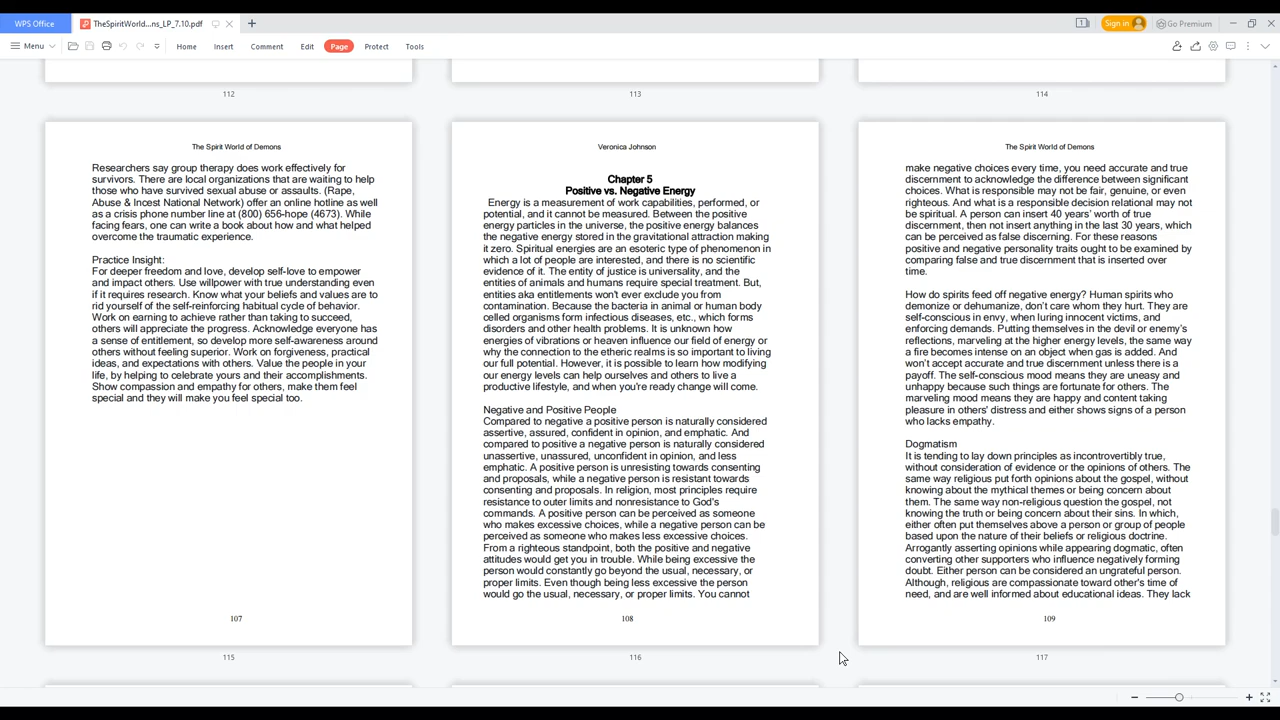 WPS Office
TheSpiritWorld...ns_LP_7.10.pdf
1
Sign in
Go Premium
Menu
Home
Insert
Comment
Edit
Page
Protect
Tools
112
113
114
The Spirit World of Demons
Researchers say group therapy does work effectively for
survivors. There are local organizations that are waiting to help
those who have survived sexual abuse or assaults. (Rape,
Abuse & Incest National Network) offer an online hotline as well
as a crisis phone number line at (800) 656-hope (4673). While
facing fears, one can write a book about how and what helped
overcome the traumatic experience.
Practice Insight:
For deeper freedom and love, develop self-love to empower
and impact others. Use willpower with true understanding even
if it requires research. Know what your beliefs and values are to
rid yourself of the self-reinforcing habitual cycle of behavior.
Work on earning to achieve rather than taking to succeed,
others will appreciate the progress. Acknowledge everyone has
a sense of entitlement, so develop more self-awareness around
others without feeling superior. Work on forgiveness, practical
ideas, and expectations with others. Value the people in your
life, by helping to celebrate yours and their accomplishments.
Show compassion and empathy for others, make them feel
special and they will make you feel special too.
107
115
Veronica Johnson
Chapter 5
Positive vs. Negative Energy
Energy is a measurement of work capabilities, performed, or
potential, and it cannot be measured. Between the positive
energy particles in the universe, the positive energy balances
the negative energy stored in the gravitational attraction making
it zero. Spiritual energies are an esoteric type of phenomenon in
which a lot of people are interested, and there is no scientific
evidence of it. The entity of justice is universality, and the
entities of animals and humans require special treatment. But,
entities aka entitlements won't ever exclude you from
contamination. Because the bacteria in animal or human body
celled organisms form infectious diseases, etc., which forms
disorders and other health problems. It is unknown how
energies of vibrations or heaven influence our field of energy or
why the connection to the etheric realms is so important to living
our full potential. However, it is possible to learn how modifying
our energy levels can help ourselves and others to live a
productive lifestyle, and when you're ready change will come.
Negative and Positive People
Compared to negative a positive person is naturally considered
assertive, assured, confident in opinion, and emphatic. And
compared to positive a negative person is naturally considered
unassertive, unassured, unconfident in opinion, and less
emphatic. A positive person is unresisting towards consenting
and proposals, while a negative person is resistant towards
consenting and proposals. In religion, most principles require
resistance to outer limits and nonresistance to God's
commands. A positive person can be perceived as someone
who makes excessive choices, while a negative person can be
perceived as someone who makes less excessive choices.
From a righteous standpoint, both the positive and negative
attitudes would get you in trouble. While being excessive the
person would constantly go beyond the usual, necessary, or
proper limits. Even though being less excessive the person
would go the usual, necessary, or proper limits. You cannot
108
116
The Spirit World of Demons
make negative choices every time, you need accurate and true
discernment to acknowledge the difference between significant
choices. What is responsible may not be fair, genuine, or even
righteous. And what is a responsible decision relational may not
be spiritual. A person can insert 40 years' worth of true
discernment, then not insert anything in the last 30 years, which
can be perceived as false discerning. For these reasons
positive and negative personality traits ought to be examined by
comparing false and true discernment that is inserted over
time.
How do spirits feed off negative energy? Human spirits who
demonize or dehumanize, don't care whom they hurt. They are
self-conscious in envy, when luring innocent victims, and
enforcing demands. Putting themselves in the devil or enemy's
reflections, marveling at the higher energy levels, the same way
a fire becomes intense on an object when gas is added. And
won't accept accurate and true discernment unless there is a
payoff. The self-conscious mood means they are uneasy and
unhappy because such things are fortunate for others. The
marveling mood means they are happy and content taking
pleasure in others' distress and either shows signs of a person
who lacks empathy.
Dogmatism
It is tending to lay down principles as incontrovertibly true,
without consideration of evidence or the opinions of others. The
same way religious put forth opinions about the gospel, without
knowing about the mythical themes or being concern about
them. The same way non-religious question the gospel, not
knowing the truth or being concern about their sins. In which,
either often put themselves above a person or group of people
based upon the nature of their beliefs or religious doctrine.
Arrogantly asserting opinions while appearing dogmatic, often
converting other supporters who influence negatively forming
doubt. Either person can be considered an ungrateful person.
Although, religious are compassionate toward other's time of
need, and are well informed about educational ideas. They lack
109
117